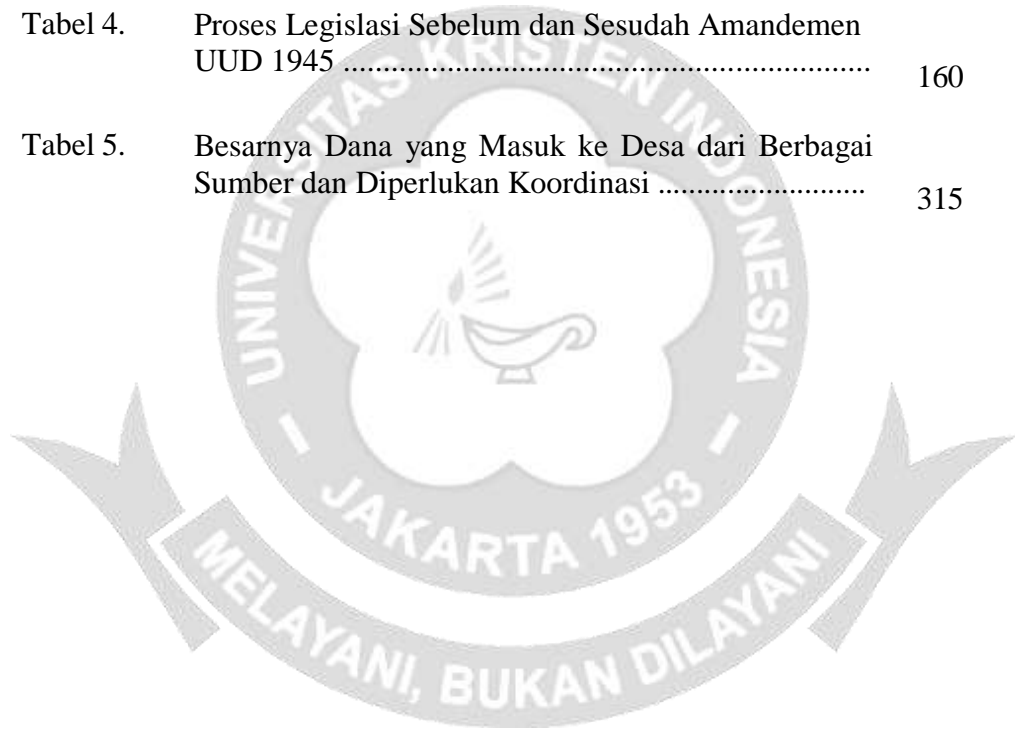 Tabel 4. Proses Legislasi Sebelum dan Sesudah Amandemen
UUD 1945 ........................................................... 160
Tabel 5. Besarnya Dana yang Masuk ke Desa dari Berbagai
Sumber dan Diperlukan Koordinasi .......................... 315
UNIVERSITAS KRISTEN INDONESIA
JAKARTA 1953
MELAYANI, BUKAN DILAYANI